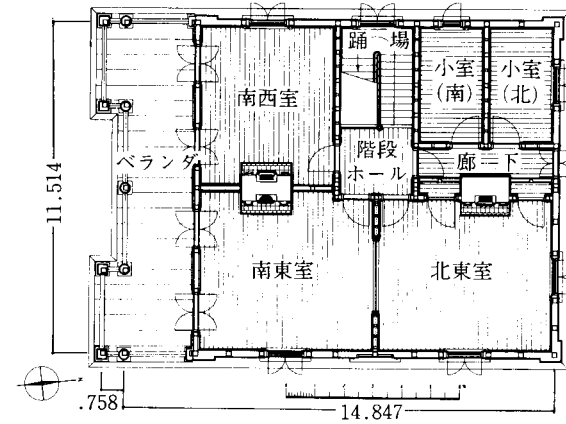 踊 場
小室
(南)
小室
(北)
南西室
階段
ホール
廊 下
ベランダ
11.514
南東室
北東室
.758
14.847